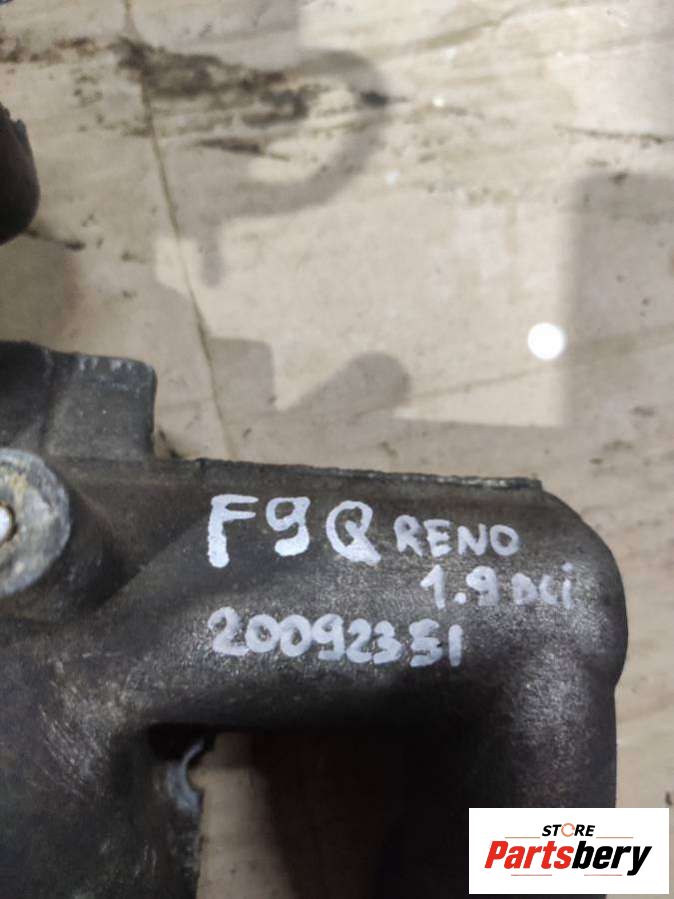 F9Q RENO
1.9 DCi
20092351
STORE
Partsbery